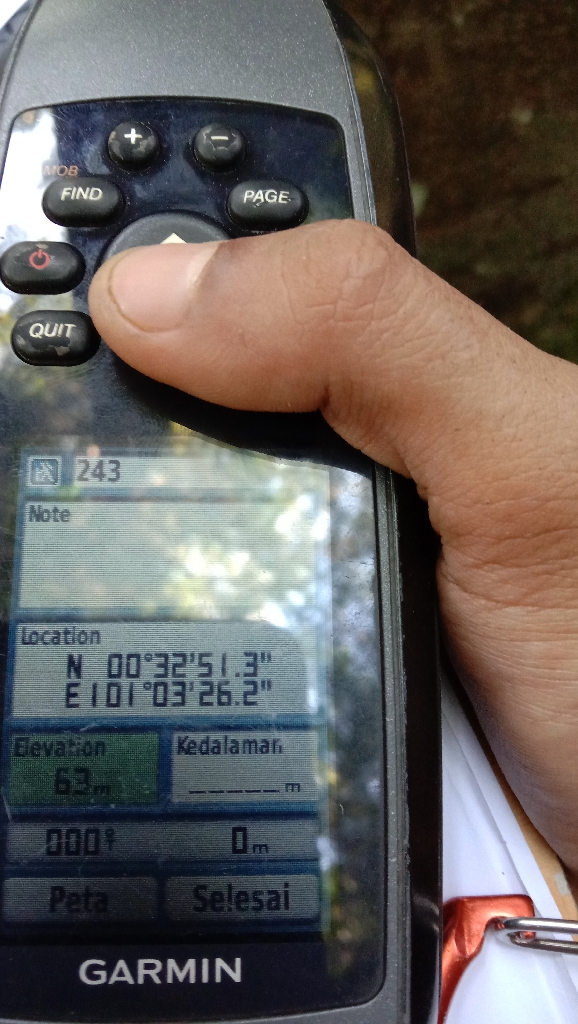 + −
MOB
FIND PAGE
QUIT
243
Note
Location
N 00°32'51.3"
E101°03'26.2"
Elevation Kedalaman
63m _____m
000° 0m
Peta Selesai
GARMIN